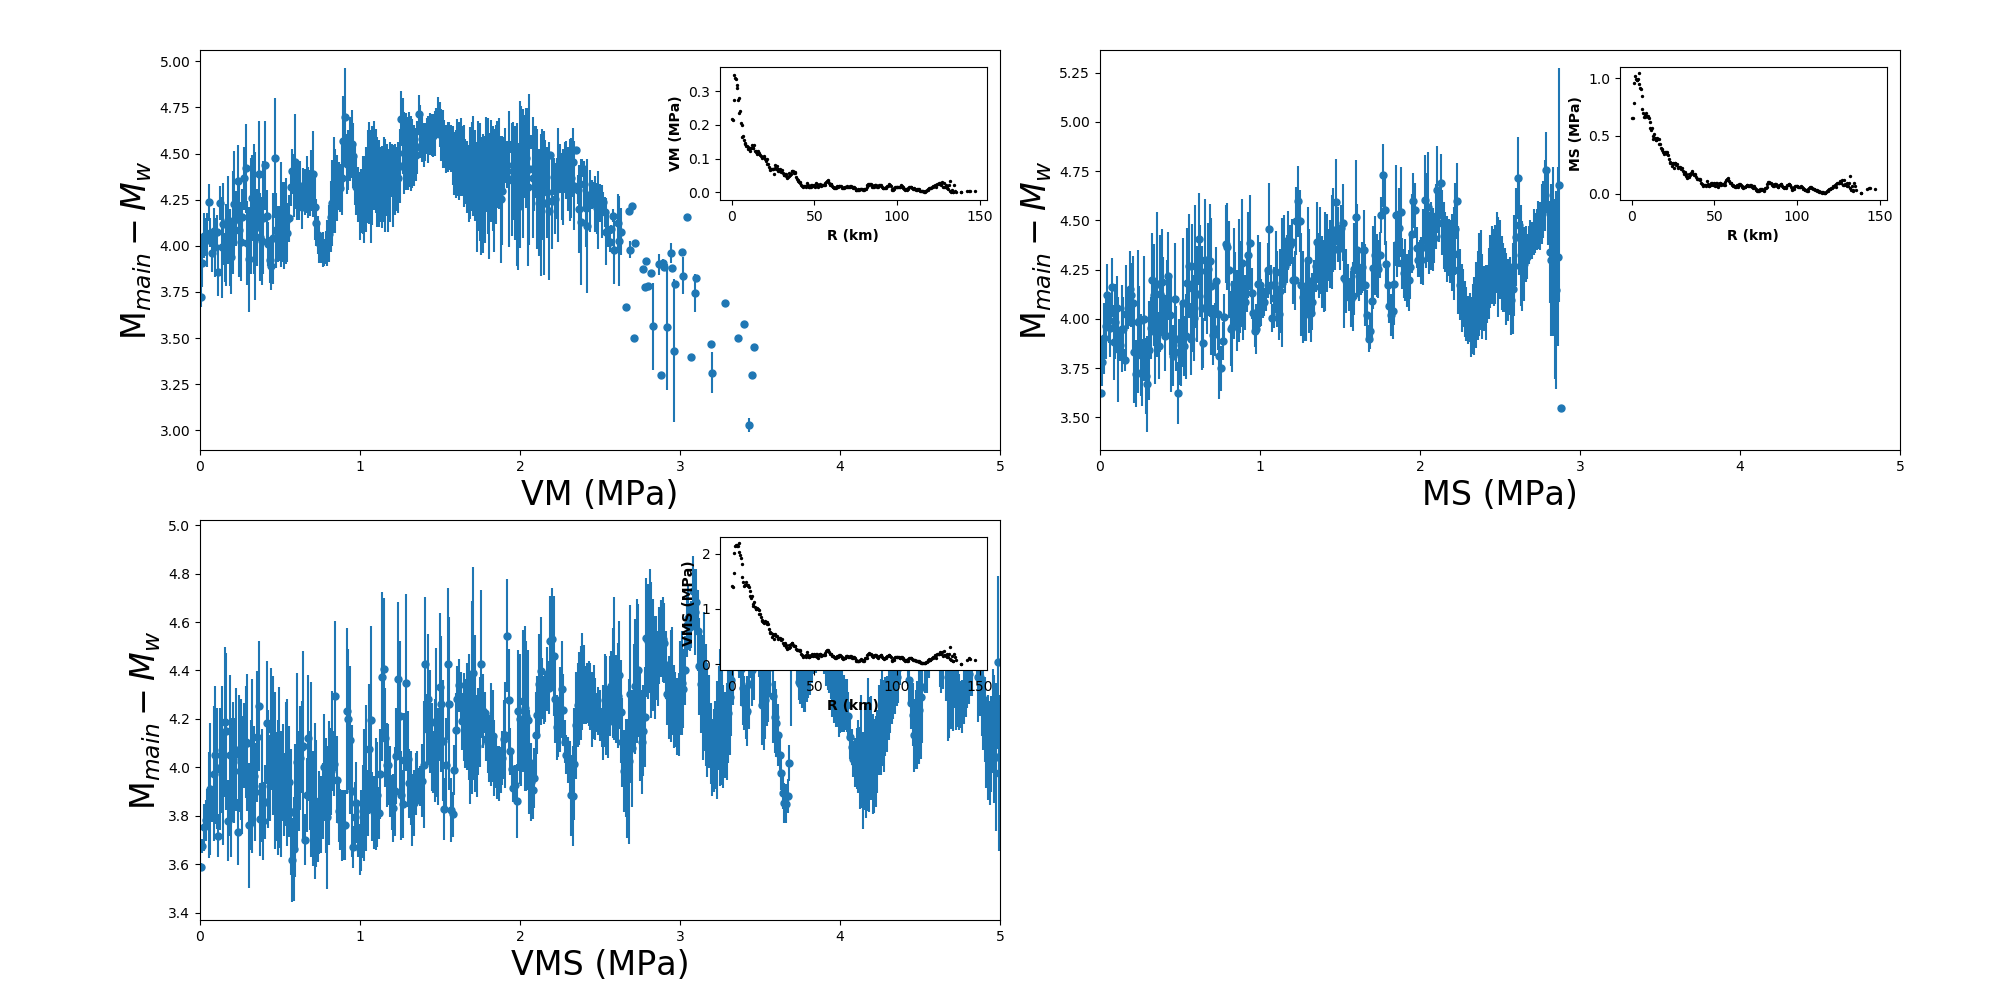 5.00
4.75
4.50
4.25
4.00
3.75
3.50
3.25
3.00
M_main − M_w
0 1 2 3 4 5
VM (MPa)
0.3
0.2
0.1
0.0
VM (MPa)
0 50 100 150
R (km)
5.25
5.00
4.75
4.50
4.25
4.00
3.75
3.50
M_main − M_w
0 1 2 3 4 5
MS (MPa)
1.0
0.5
0.0
MS (MPa)
0 50 100 150
R (km)
5.0
4.8
4.6
4.4
4.2
4.0
3.8
3.6
3.4
M_main − M_w
0 1 2 3 4 5
VMS (MPa)
2
1
0
VMS (MPa)
0 50 100 150
R (km)